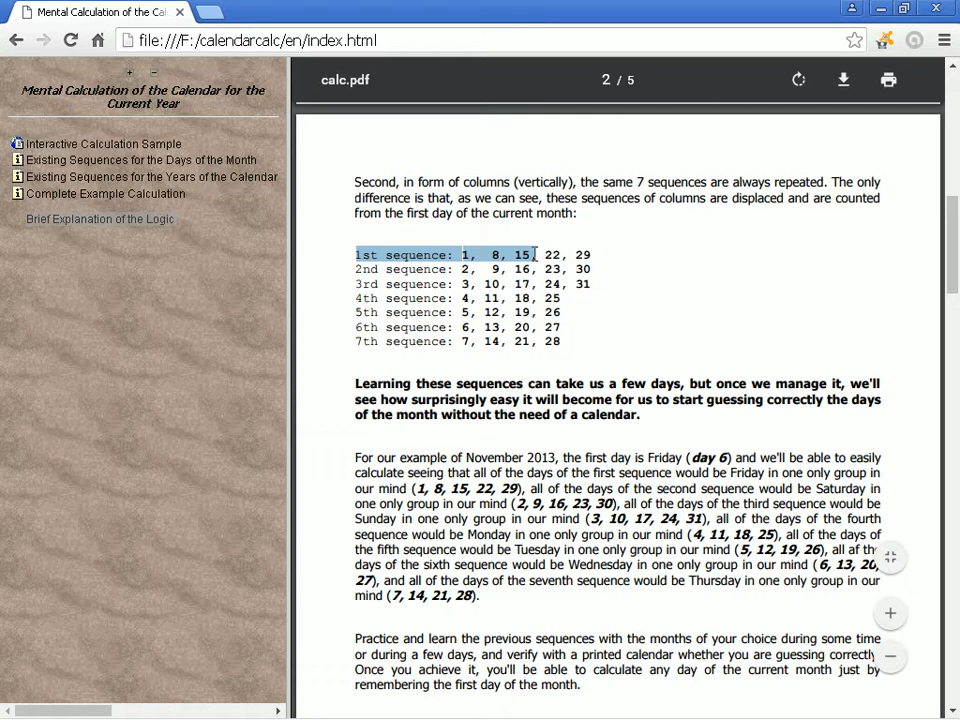 Mental Calculation of the Ca
file:///F:/calendarcalc/en/index.html
+ −
Mental Calculation of the Calendar for the
Current Year
Interactive Calculation Sample
Existing Sequences for the Days of the Month
Existing Sequences for the Years of the Calendar
Complete Example Calculation
Brief Explanation of the Logic
calc.pdf
2 / 5
Second, in form of columns (vertically), the same 7 sequences are always repeated. The only
difference is that, as we can see, these sequences of columns are displaced and are counted
from the first day of the current month:
1st sequence: 1, 8, 15, 22, 29
2nd sequence: 2, 9, 16, 23, 30
3rd sequence: 3, 10, 17, 24, 31
4th sequence: 4, 11, 18, 25
5th sequence: 5, 12, 19, 26
6th sequence: 6, 13, 20, 27
7th sequence: 7, 14, 21, 28
Learning these sequences can take us a few days, but once we manage it, we'll
see how surprisingly easy it will become for us to start guessing correctly the days
of the month without the need of a calendar.
For our example of November 2013, the first day is Friday (day 6) and we'll be able to easily
calculate seeing that all of the days of the first sequence would be Friday in one only group in
our mind (1, 8, 15, 22, 29), all of the days of the second sequence would be Saturday in
one only group in our mind (2, 9, 16, 23, 30), all of the days of the third sequence would be
Sunday in one only group in our mind (3, 10, 17, 24, 31), all of the days of the fourth
sequence would be Monday in one only group in our mind (4, 11, 18, 25), all of the days of
the fifth sequence would be Tuesday in one only group in our mind (5, 12, 19, 26), all of the
days of the sixth sequence would be Wednesday in one only group in our mind (6, 13, 20,
27), and all of the days of the seventh sequence would be Thursday in one only group in our
mind (7, 14, 21, 28).
Practice and learn the previous sequences with the months of your choice during some time
or during a few days, and verify with a printed calendar whether you are guessing correctly.
Once you achieve it, you'll be able to calculate any day of the current month just by
remembering the first day of the month.